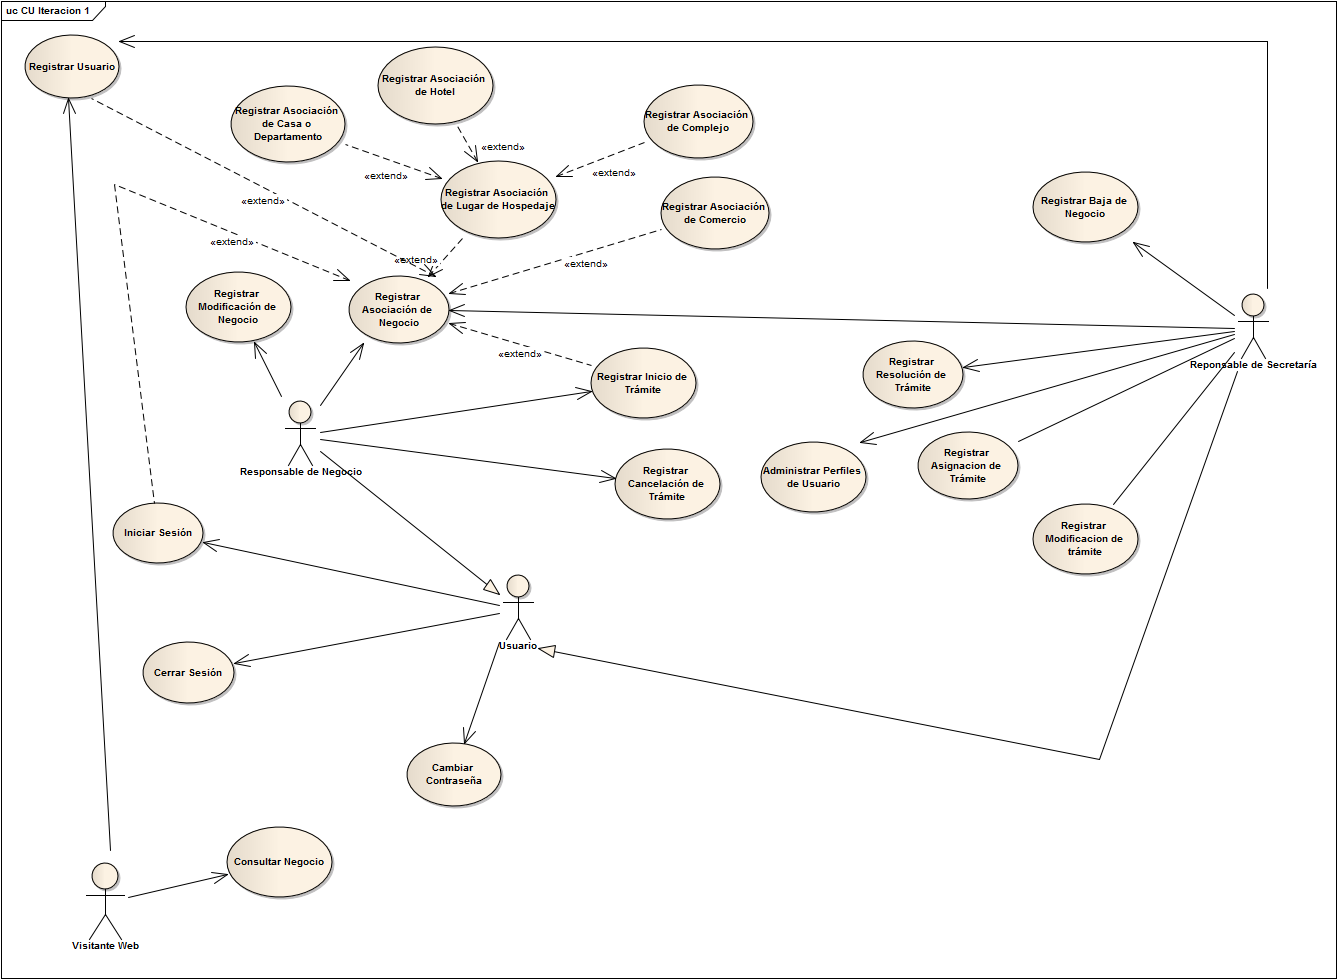 uc CU Iteracion 1
Registrar Usuario
Registrar Asociación
de Hotel
Registrar Asociación
de Casa o
Departamento
Registrar Asociación
de Complejo
«extend»
«extend»
«extend»
Registrar Asociación
de Lugar de Hospedaje
Registrar Asociación
de Comercio
Registrar Baja de
Negocio
«extend»
«extend»
«extend»
«extend»
Registrar
Modificación de
Negocio
Registrar
Asociación de
Negocio
«extend»
Registrar Inicio de
Trámite
Registrar
Resolución de
Trámite
Reponsable de Secretaría
Responsable de Negocio
Registrar
Cancelación de
Trámite
Administrar Perfiles
de Usuario
Registrar
Asignacion de
Trámite
Registrar
Modificacion de
trámite
Iniciar Sesión
Usuario
Cerrar Sesión
Cambiar
Contraseña
Consultar Negocio
Visitante Web